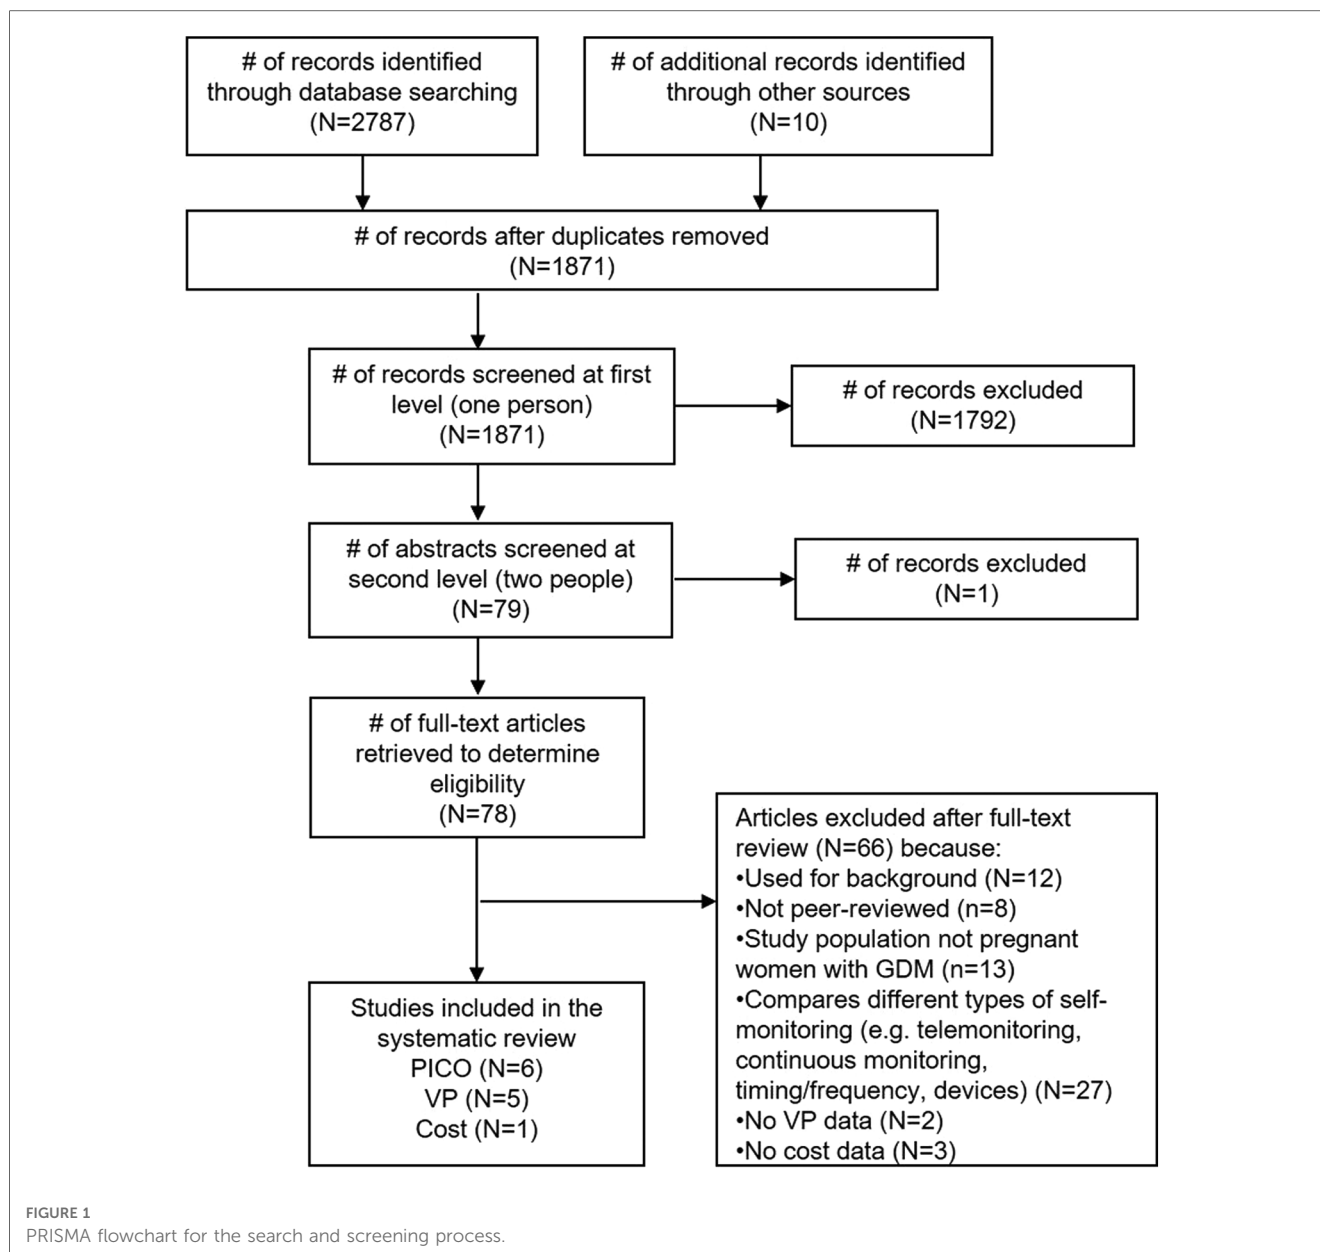 # of records identified
through database searching
(N=2787)
# of additional records identified
through other sources
(N=10)
# of records after duplicates removed
(N=1871)
# of records screened at first
level (one person)
(N=1871)
# of records excluded
(N=1792)
# of abstracts screened at
second level (two people)
(N=79)
# of records excluded
(N=1)
# of full-text articles
retrieved to determine
eligibility
(N=78)
Articles excluded after full-text
review (N=66) because:
•Used for background (N=12)
•Not peer-reviewed (n=8)
•Study population not pregnant
women with GDM (n=13)
•Compares different types of self-
monitoring (e.g. telemonitoring,
continuous monitoring,
timing/frequency, devices) (N=27)
•No VP data (N=2)
•No cost data (N=3)
Studies included in the
systematic review
PICO (N=6)
VP (N=5)
Cost (N=1)
FIGURE 1
PRISMA flowchart for the search and screening process.